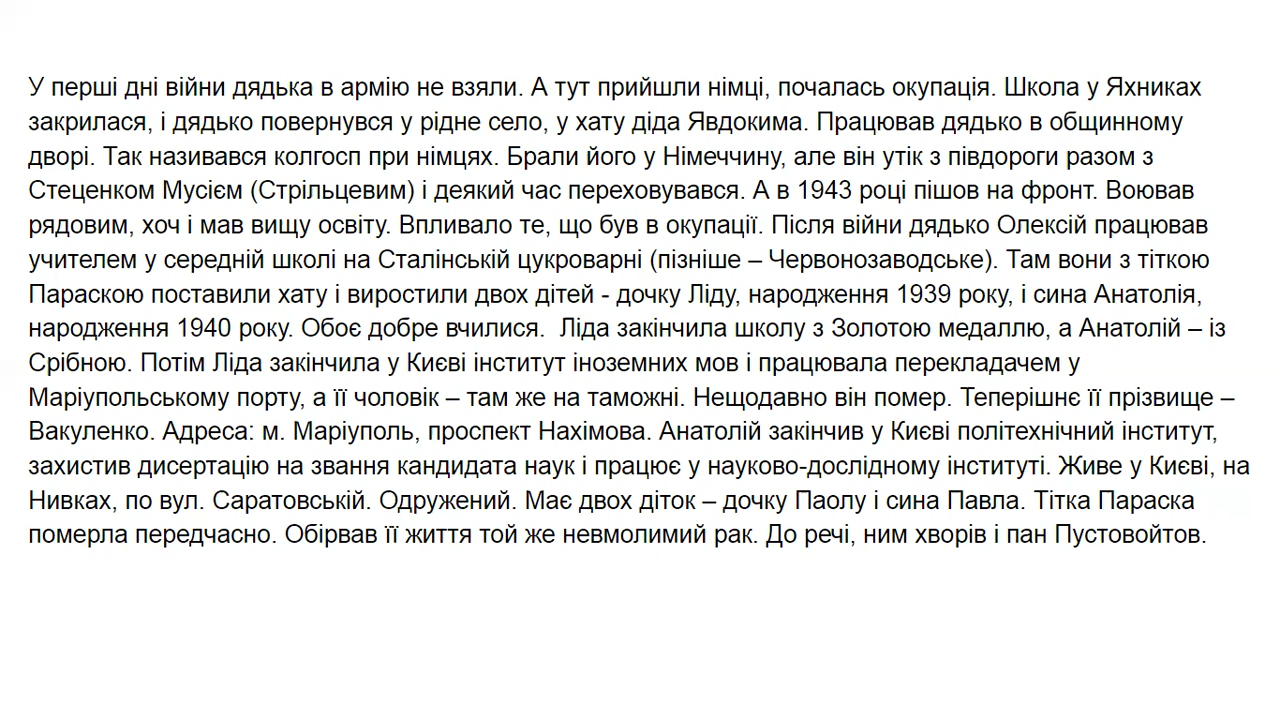 У перші дні війни дядька в армію не взяли. А тут прийшли німці, почалась окупація. Школа у Яхниках
закрилася, і дядько повернувся у рідне село, у хату діда Явдокима. Працював дядько в общинному
дворі. Так називався колгосп при німцях. Брали його у Німеччину, але він утік з півдороги разом з
Стеценком Мусієм (Стрільцевим) і деякий час переховувався. А в 1943 році пішов на фронт. Воював
рядовим, хоч і мав вищу освіту. Впливало те, що був в окупації. Після війни дядько Олексій працював
учителем у середній школі на Сталінській цукроварні (пізніше – Червонозаводське). Там вони з тіткою
Параскою поставили хату і виростили двох дітей - дочку Ліду, народження 1939 року, і сина Анатолія,
народження 1940 року. Обоє добре вчилися.  Ліда закінчила школу з Золотою медаллю, а Анатолій – із
Срібною. Потім Ліда закінчила у Києві інститут іноземних мов і працювала перекладачем у
Маріупольському порту, а її чоловік – там же на таможні. Нещодавно він помер. Теперішнє її прізвище –
Вакуленко. Адреса: м. Маріуполь, проспект Нахімова. Анатолій закінчив у Києві політехнічний інститут,
захистив дисертацію на звання кандидата наук і працює у науково-дослідному інституті. Живе у Києві, на
Нивках, по вул. Саратовській. Одружений. Має двох діток – дочку Паолу і сина Павла. Тітка Параска
померла передчасно. Обірвав її життя той же невмолимий рак. До речі, ним хворів і пан Пустовойтов.